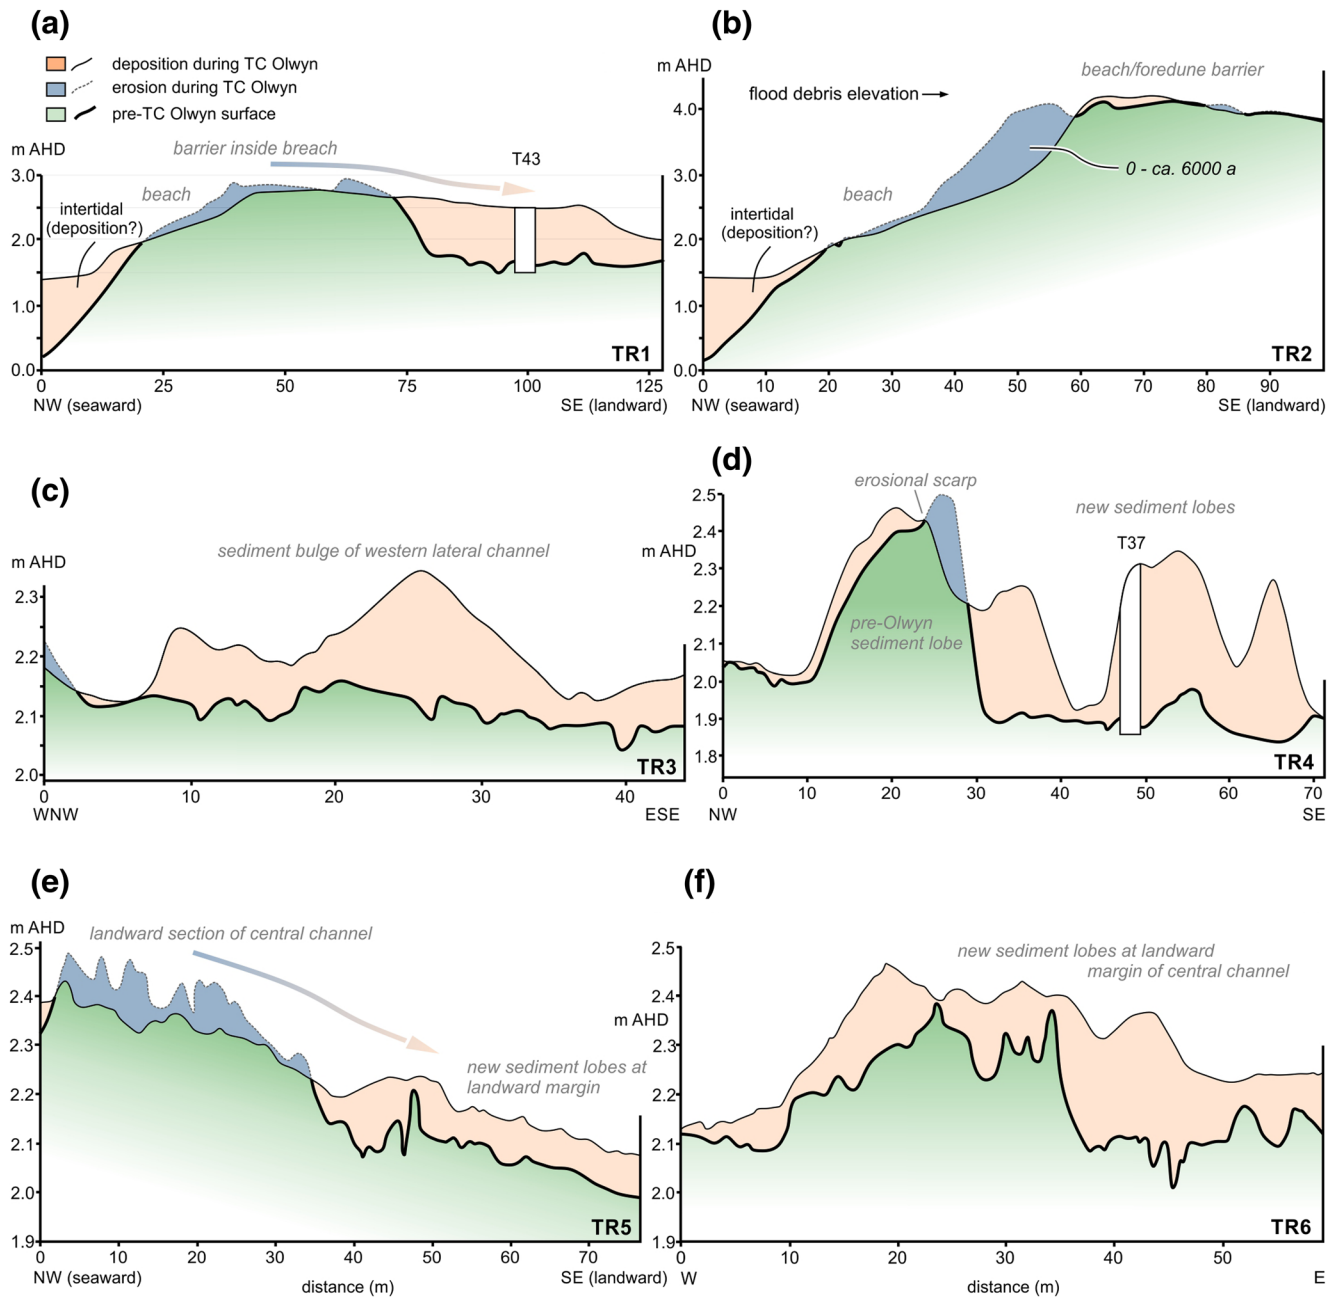 (a)
deposition during TC Olwyn
erosion during TC Olwyn
pre-TC Olwyn surface
m AHD
barrier inside breach
T43
beach
intertidal
(deposition?)
3.0
2.0
1.0
0.0
TR1
0 25 50 75 100 125
NW (seaward) SE (landward)
(b)
m AHD
beach/foredune barrier
flood debris elevation
0 - ca. 6000 a
beach
intertidal
(deposition?)
4.0
3.0
2.0
1.0
0.0
TR2
0 10 20 30 40 50 60 70 80 90
NW (seaward) SE (landward)
(c)
m AHD
sediment bulge of western lateral channel
2.3
2.2
2.1
2.0
TR3
0 10 20 30 40
WNW ESE
(d)
m AHD
erosional scarp
new sediment lobes
T37
pre-Olwyn
sediment lobe
2.5
2.4
2.3
2.2
2.1
2.0
1.9
1.8
TR4
0 10 20 30 40 50 60 70
NW SE
(e)
m AHD
landward section of central channel
new sediment lobes at
landward margin
2.5
2.4
2.3
2.2
2.1
2.0
1.9
TR5
0 10 20 30 40 50 60 70
NW (seaward) SE (landward)
distance (m)
(f)
m AHD
new sediment lobes at landward
margin of central channel
2.5
2.4
2.3
2.2
2.1
2.0
1.9
TR6
0 10 20 30 40 50
W E
distance (m)